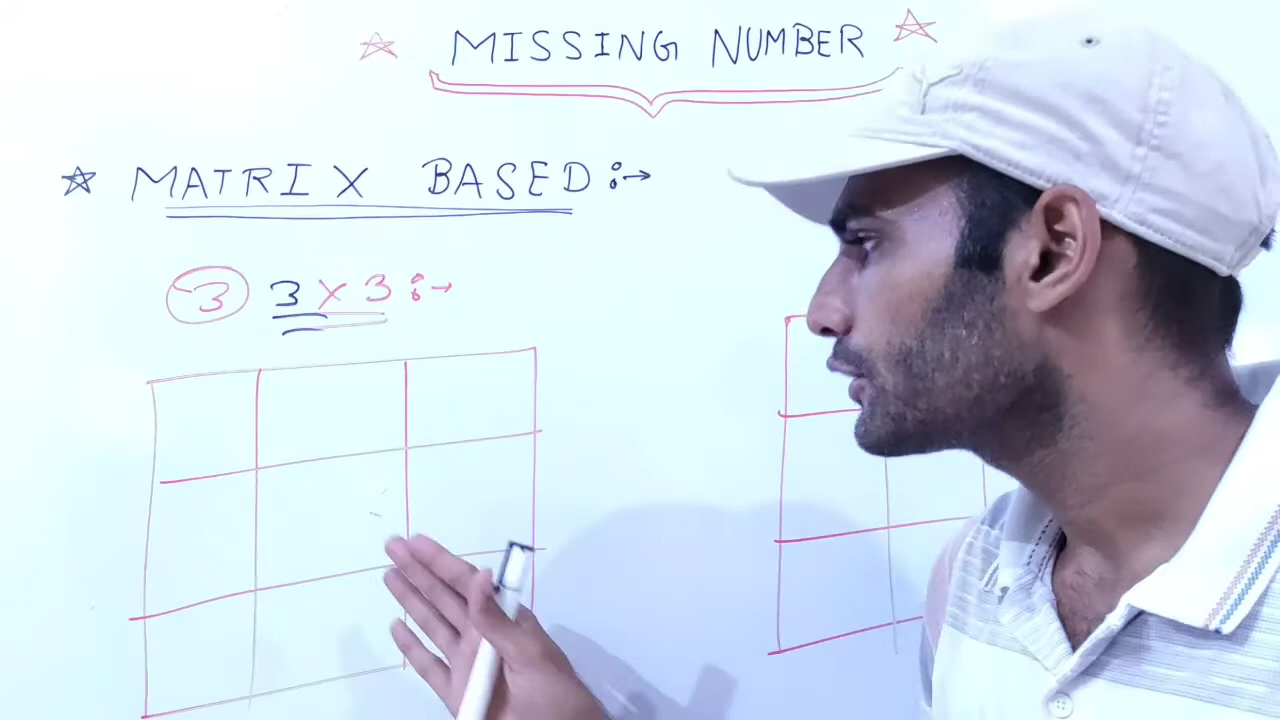 ☆ MISSING NUMBER ☆
☆ MATRIX BASED :→
③ 3 x 3 :→